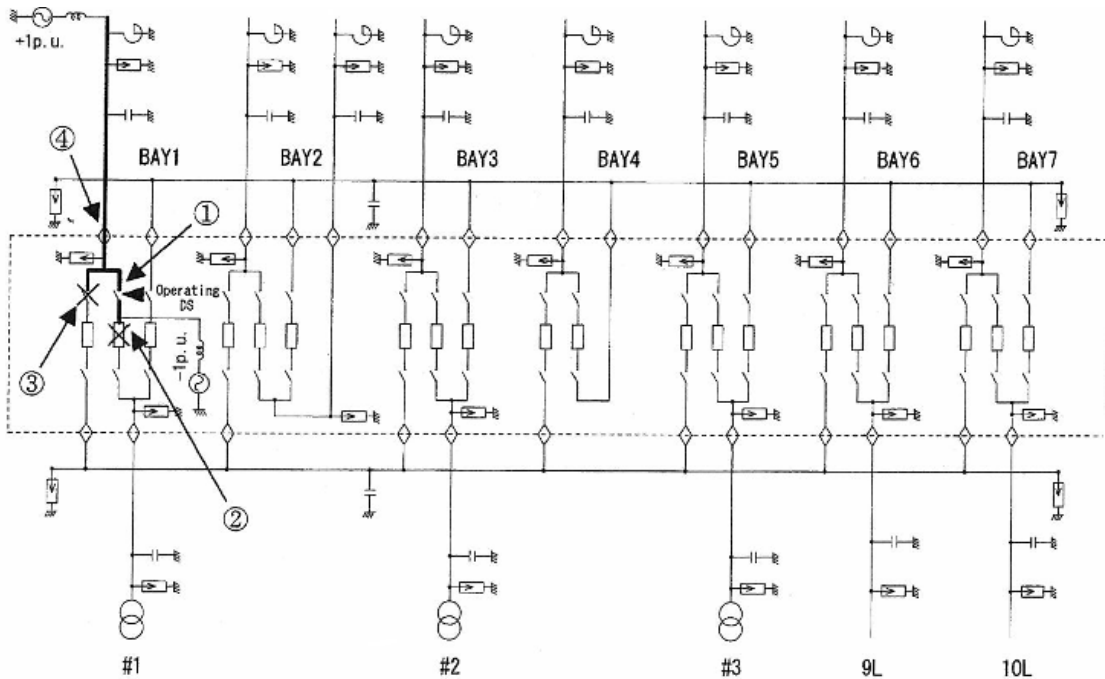 +1p. u.
④
BAY1
BAY2
BAY3
BAY4
BAY5
BAY6
BAY7
①
Operating
DS
③
-1p. u.
②
#1
#2
#3
9L
10L